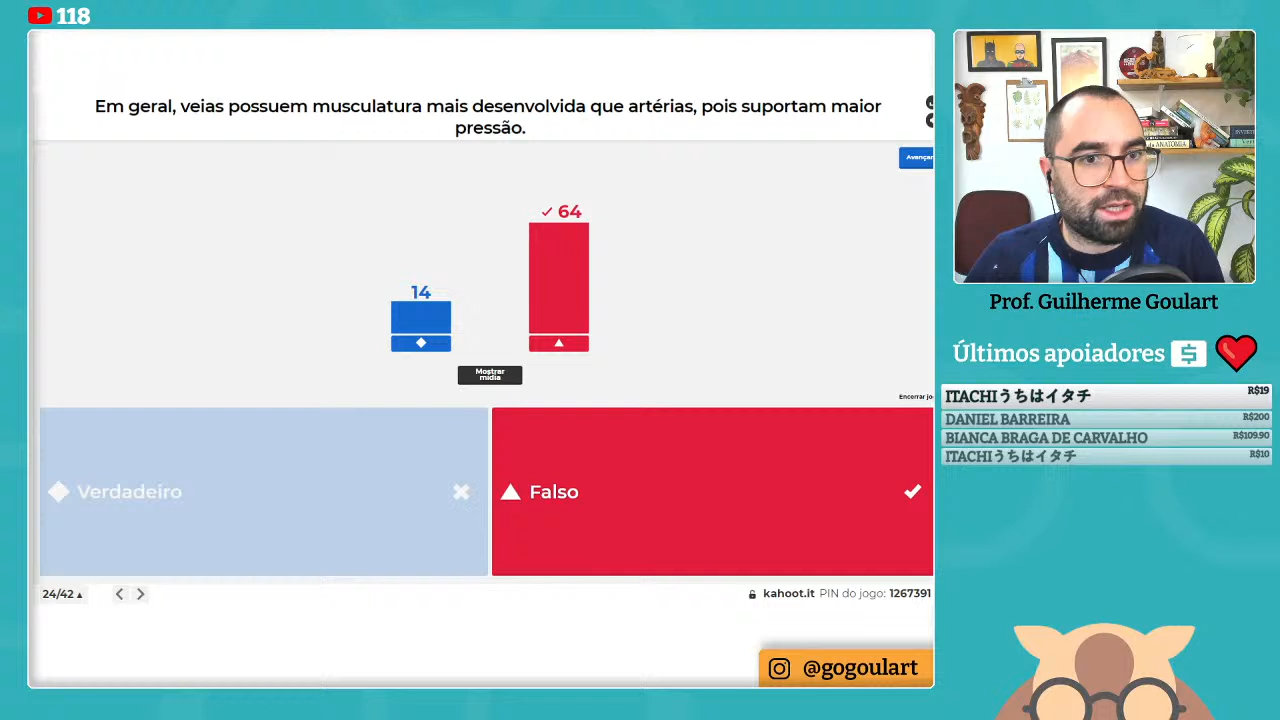 118
Em geral, veias possuem musculatura mais desenvolvida que artérias, pois suportam maior
pressão.
Avançar
64
14
Mostrar
mídia
Encerrar jo
Verdadeiro
Falso
24/42
kahoot.it PIN do jogo: 1267391
@gogoulart
Prof. Guilherme Goulart
Últimos apoiadores
ITACHIうちはイタチ R$19
DANIEL BARREIRA R$200
BIANCA BRAGA DE CARVALHO R$109.90
ITACHIうちはイタチ R$10